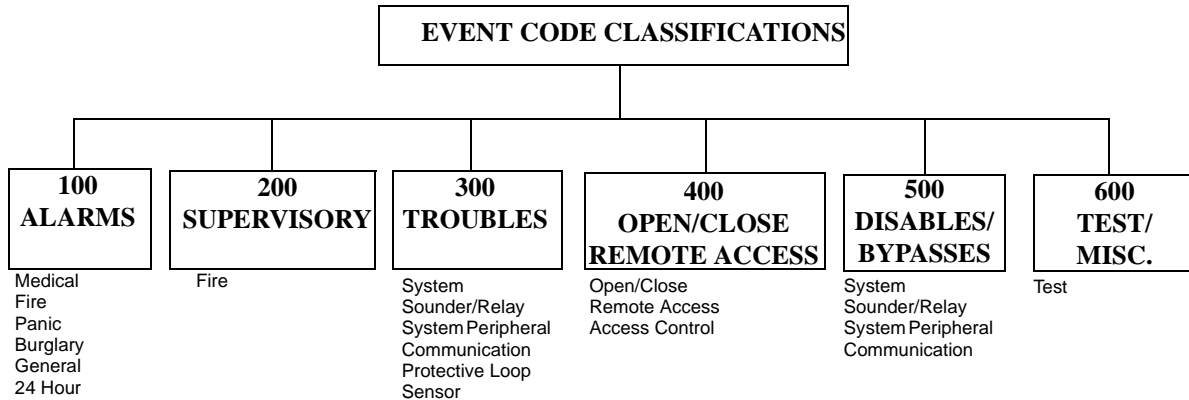 EVENT CODE CLASSIFICATIONS
100
ALARMS
Medical
Fire
Panic
Burglary
General
24 Hour
200
SUPERVISORY
Fire
300
TROUBLES
System
Sounder/Relay
System Peripheral
Communication
Protective Loop
Sensor
400
OPEN/CLOSE
REMOTE ACCESS
Open/Close
Remote Access
Access Control
500
DISABLES/
BYPASSES
System
Sounder/Relay
System Peripheral
Communication
600
TEST/
MISC.
Test